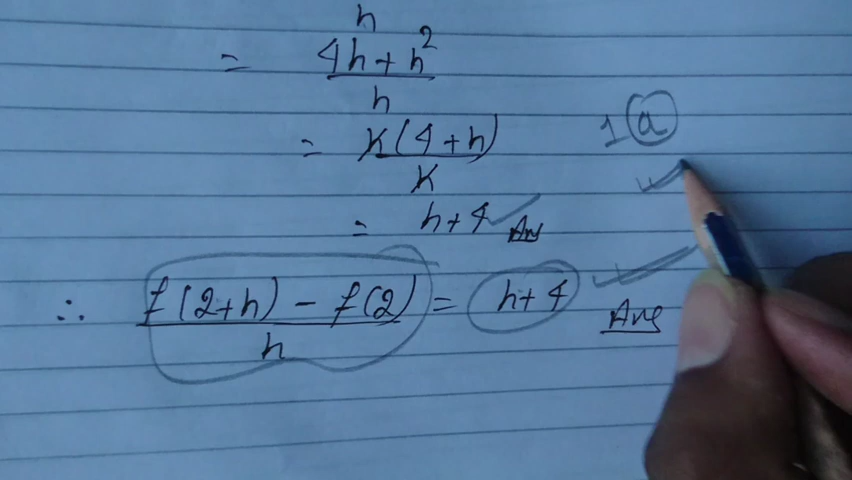 h
= 4h + h²
h
= h(4+h) 1 a
h
= h+4 Ans
∴ f(2+h) - f(2) = h+4 Ans
h